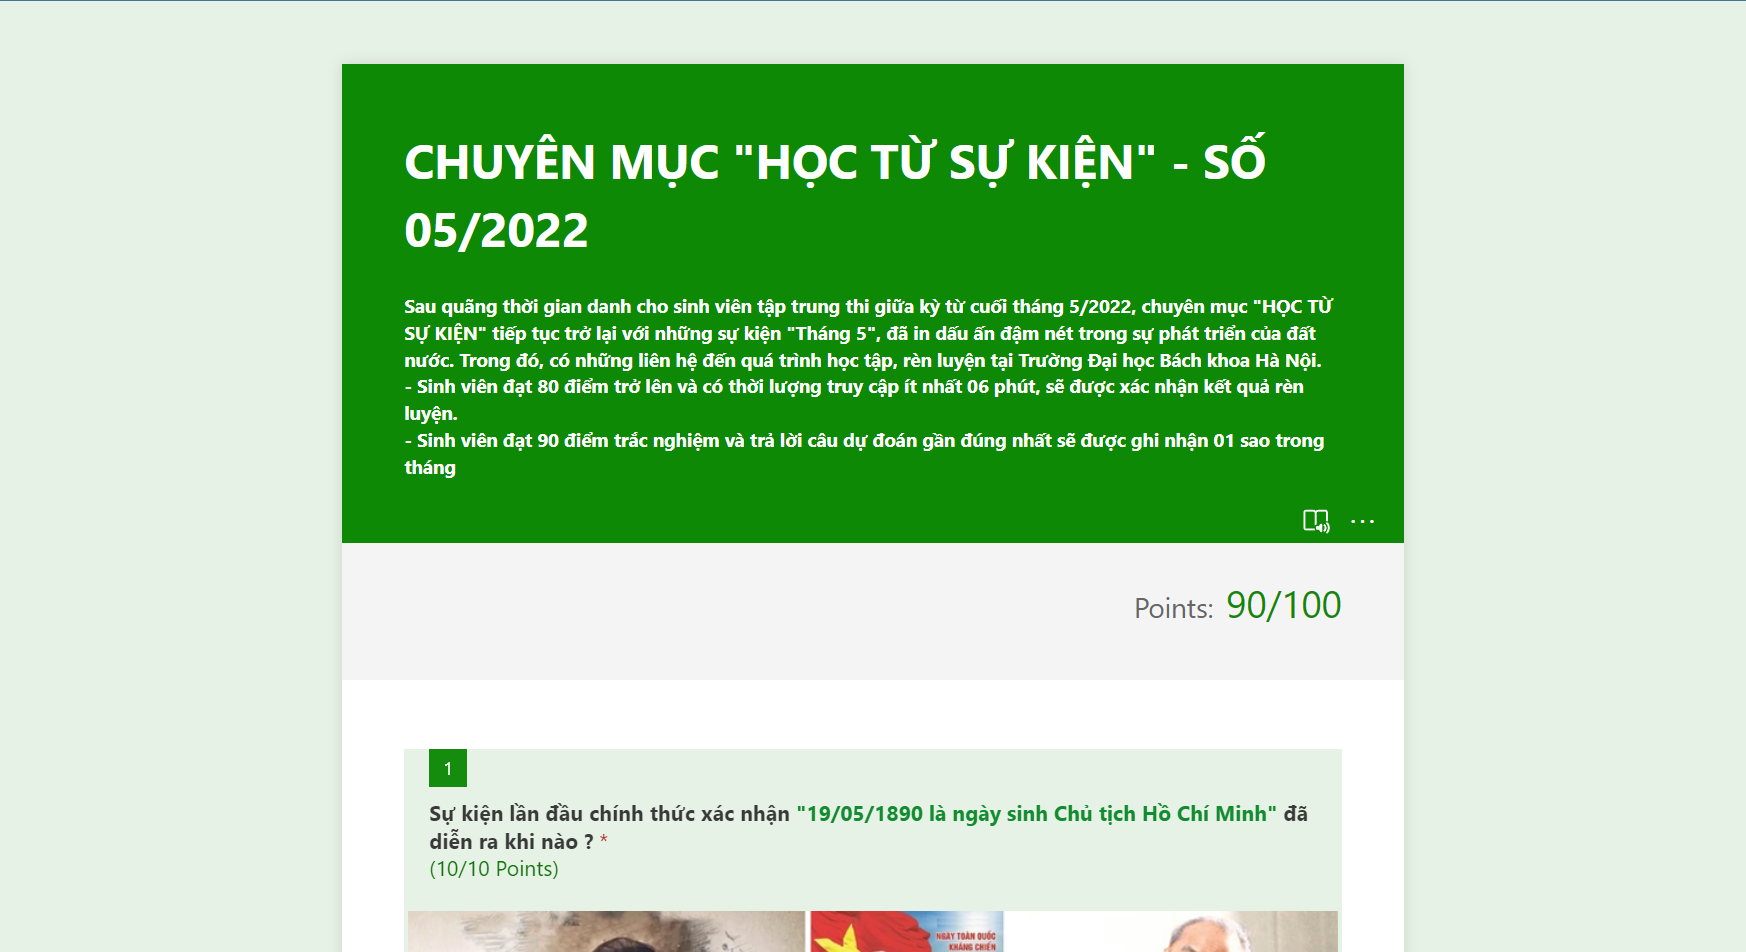 CHUYÊN MỤC "HỌC TỪ SỰ KIỆN" - SỐ
05/2022
Sau quãng thời gian danh cho sinh viên tập trung thi giữa kỳ từ cuối tháng 5/2022, chuyên mục "HỌC TỪ
SỰ KIỆN" tiếp tục trở lại với những sự kiện "Tháng 5", đã in dấu ấn đậm nét trong sự phát triển của đất
nước. Trong đó, có những liên hệ đến quá trình học tập, rèn luyện tại Trường Đại học Bách khoa Hà Nội.
- Sinh viên đạt 80 điểm trở lên và có thời lượng truy cập ít nhất 06 phút, sẽ được xác nhận kết quả rèn
luyện.
- Sinh viên đạt 90 điểm trắc nghiệm và trả lời câu dự đoán gần đúng nhất sẽ được ghi nhận 01 sao trong
tháng
Points: 90/100
1
Sự kiện lần đầu chính thức xác nhận "19/05/1890 là ngày sinh Chủ tịch Hồ Chí Minh" đã
diễn ra khi nào ? *
(10/10 Points)
NGÀY TOÀN QUỐC
KHÁNG CHIẾN